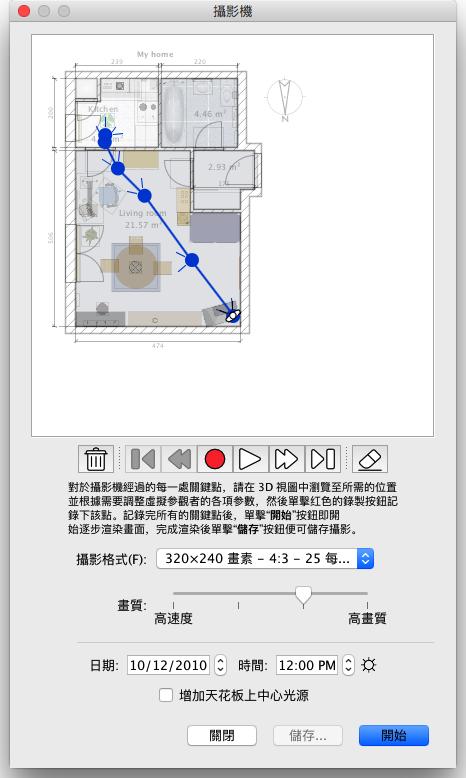 攝影機
My home
239
220
200
Kitchen
4.46 m²
2.93 m²
175
Living room
21.57 m²
506
474
N
對於攝影機經過的每一處關鍵點，請在 3D 視圖中瀏覽至所需的位置
並根據需要調整虛擬參觀者的各項參數，然後單擊红色的錄製按鈕記
錄下該點。記錄完所有的關鍵點後，單擊“開始”按鈕即開
始逐步渲染畫面，完成渲染後單擊“儲存”按鈕便可儲存攝影。
攝影格式(F):
320×240 畫素 – 4:3 – 25 每...
畫質:
高速度
高畫質
日期:
10/12/2010
時間:
12:00 PM
增加天花板上中心光源
關閉
儲存...
開始